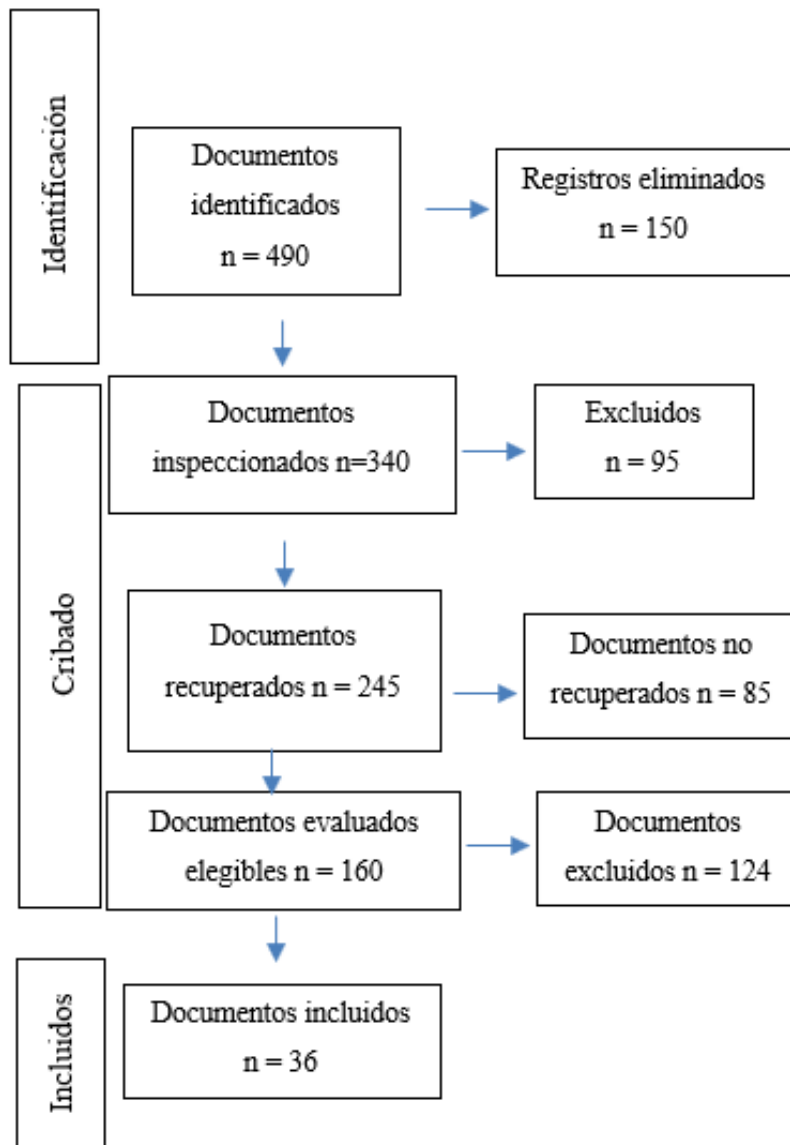 Identificación
Documentos
identificados
n = 490
Registros eliminados
n = 150
Cribado
Documentos
inspeccionados n=340
Excluidos
n = 95
Documentos
recuperados n = 245
Documentos no
recuperados n = 85
Documentos evaluados
elegibles n = 160
Documentos
excluidos n = 124
Incluidos
Documentos incluidos
n = 36